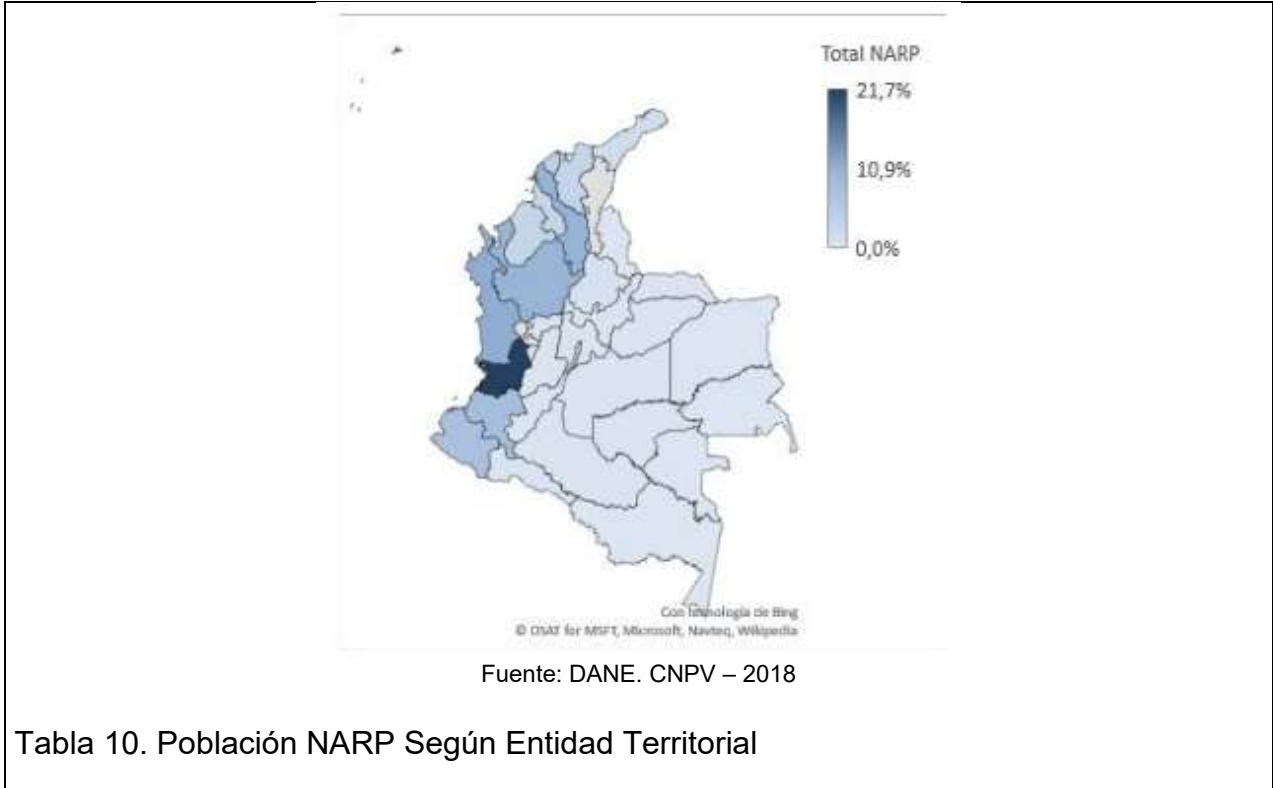 Total NARP
21,7%
10,9%
0,0%
Con tecnología de Bing
© DSAT for MSFT, Microsoft, Navteq, Wikipedia
Fuente: DANE. CNPV – 2018
Tabla 10. Población NARP Según Entidad Territorial